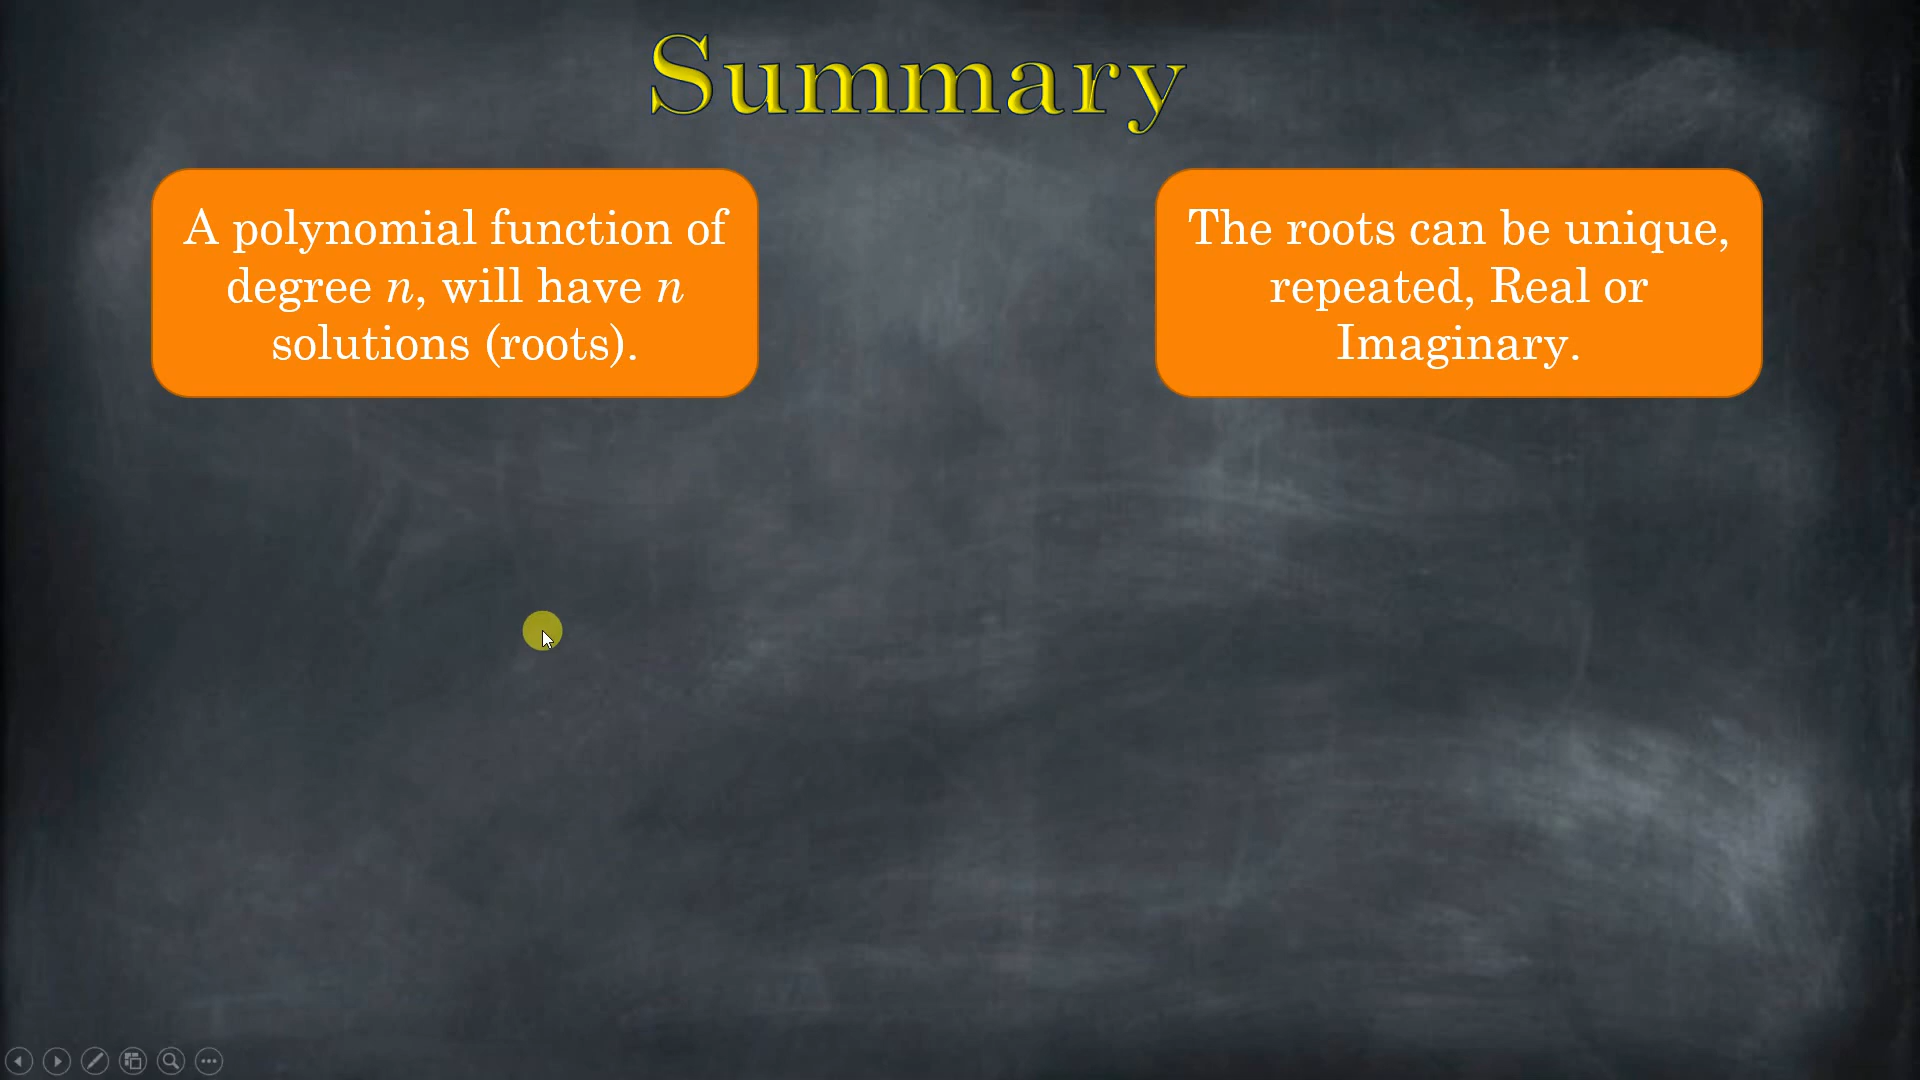 Summary
A polynomial function of
degree n, will have n
solutions (roots).
The roots can be unique,
repeated, Real or
Imaginary.